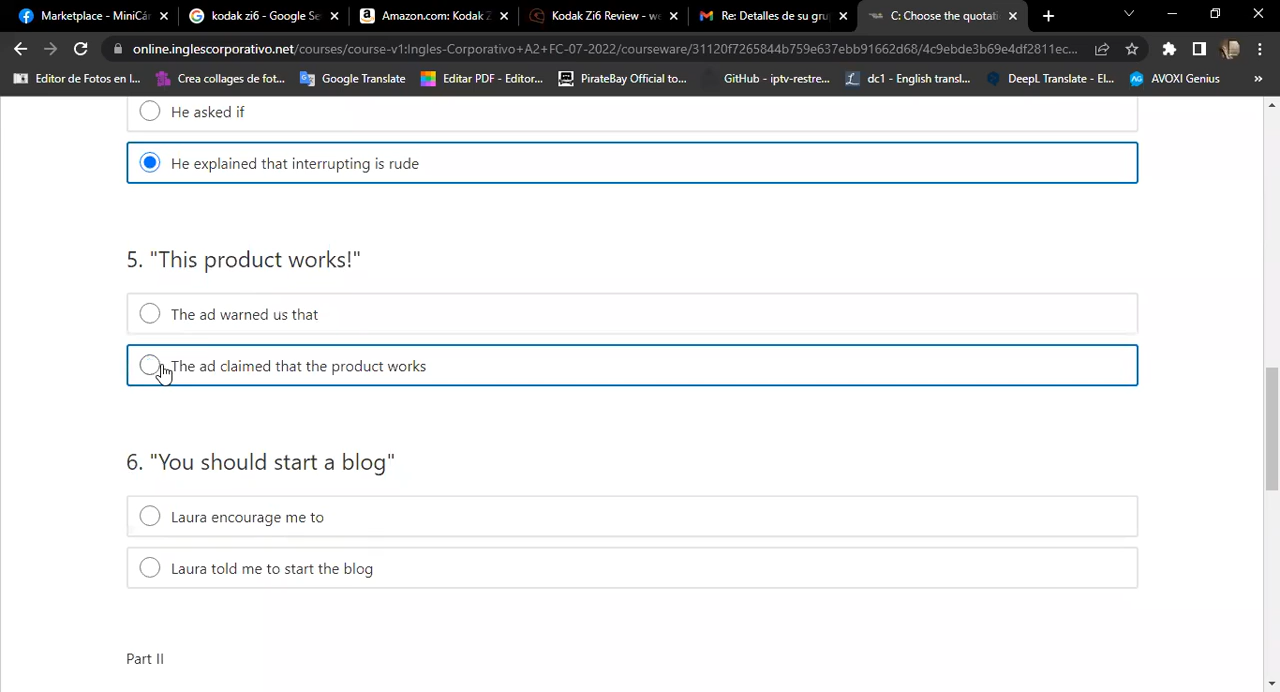 Marketplace - MiniCár
kodak zi6 - Google Se
Amazon.com: Kodak Z
Kodak Zi6 Review - we
Re: Detalles de su gru
C: Choose the quotati
online.inglescorporativo.net/courses/course-v1:Ingles-Corporativo+A2+FC-07-2022/courseware/31120f7265844b759e637ebb91662d68/4c9ebde3b69e4df2811ec...
Editor de Fotos en l...
Crea collages de fot...
Google Translate
Editar PDF - Editor...
PirateBay Official to...
GitHub - iptv-restre...
dc1 - English transl...
DeepL Translate - El...
AVOXI Genius
»
He asked if
He explained that interrupting is rude
5. "This product works!"
The ad warned us that
The ad claimed that the product works
6. "You should start a blog"
Laura encourage me to
Laura told me to start the blog
Part II